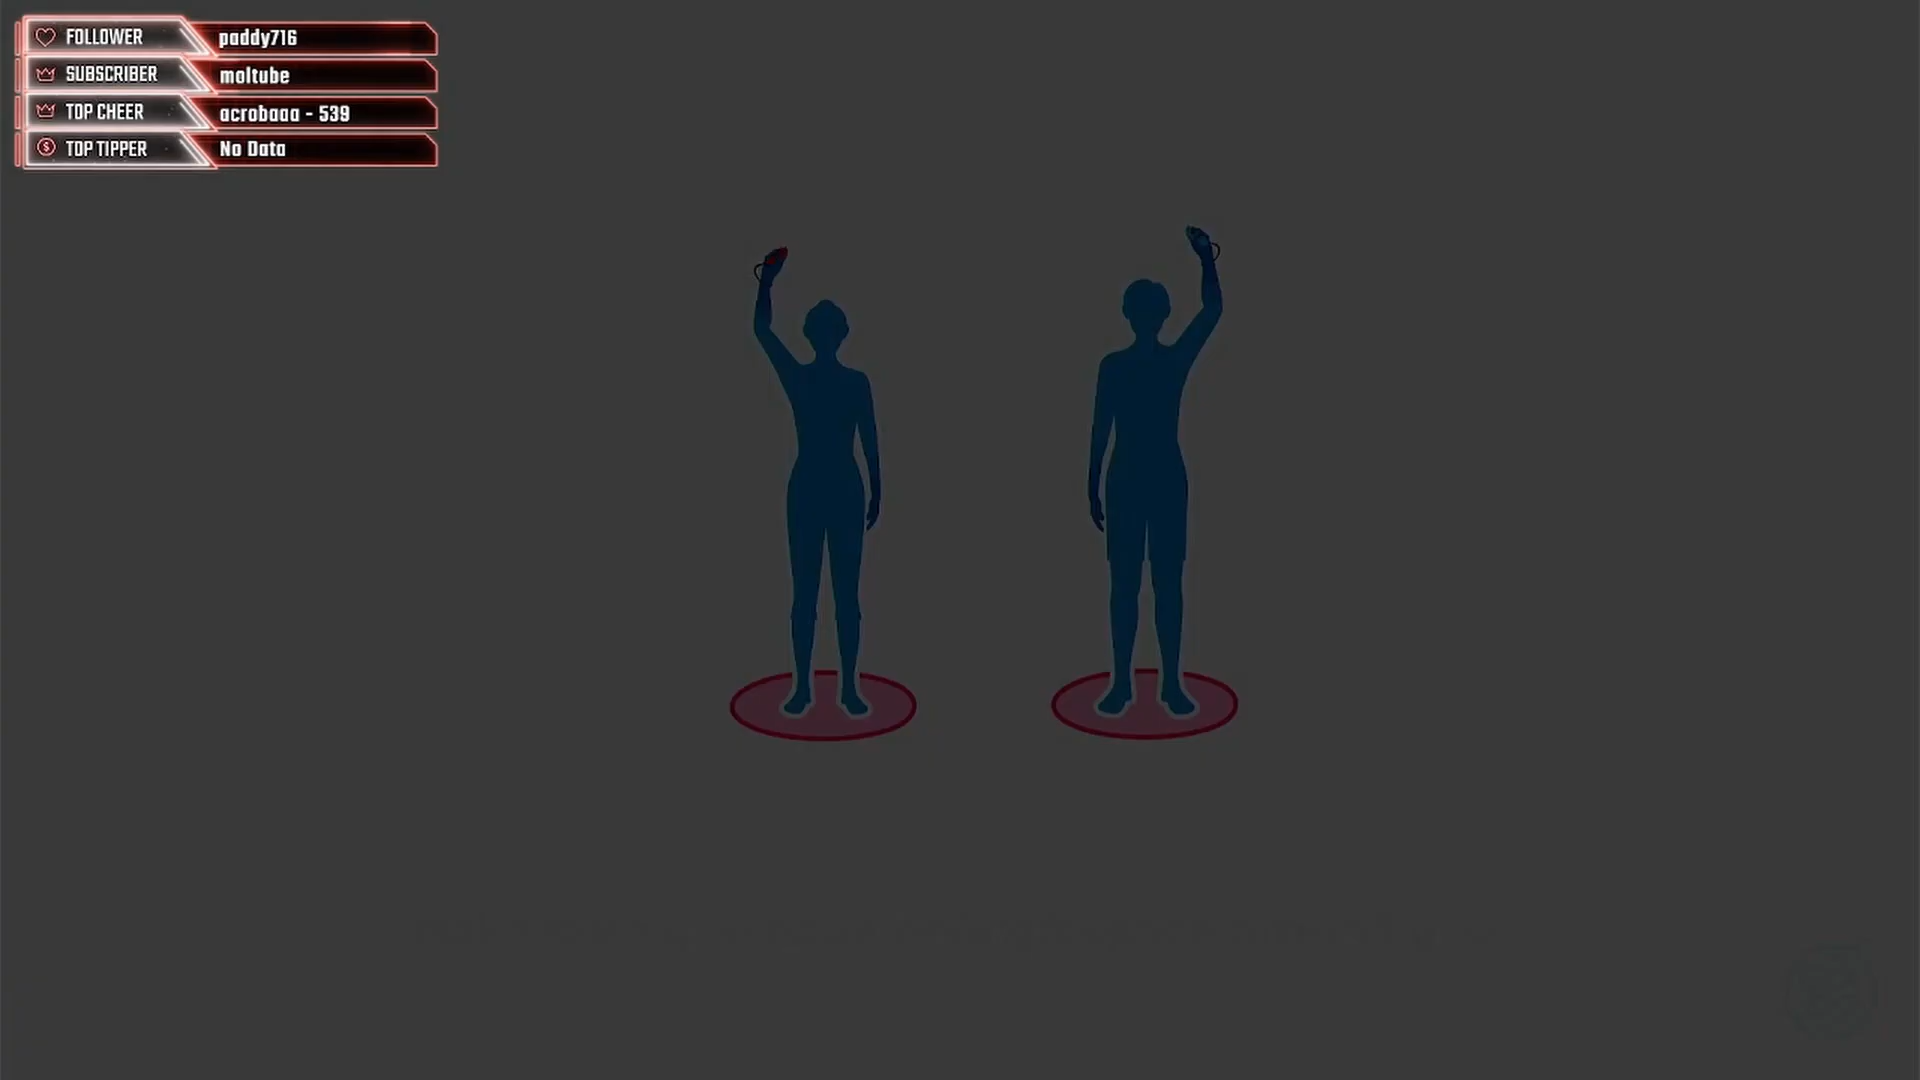 FOLLOWER paddy716
SUBSCRIBER moltube
TOP CHEER acrobaaa - 539
TOP TIPPER No Data